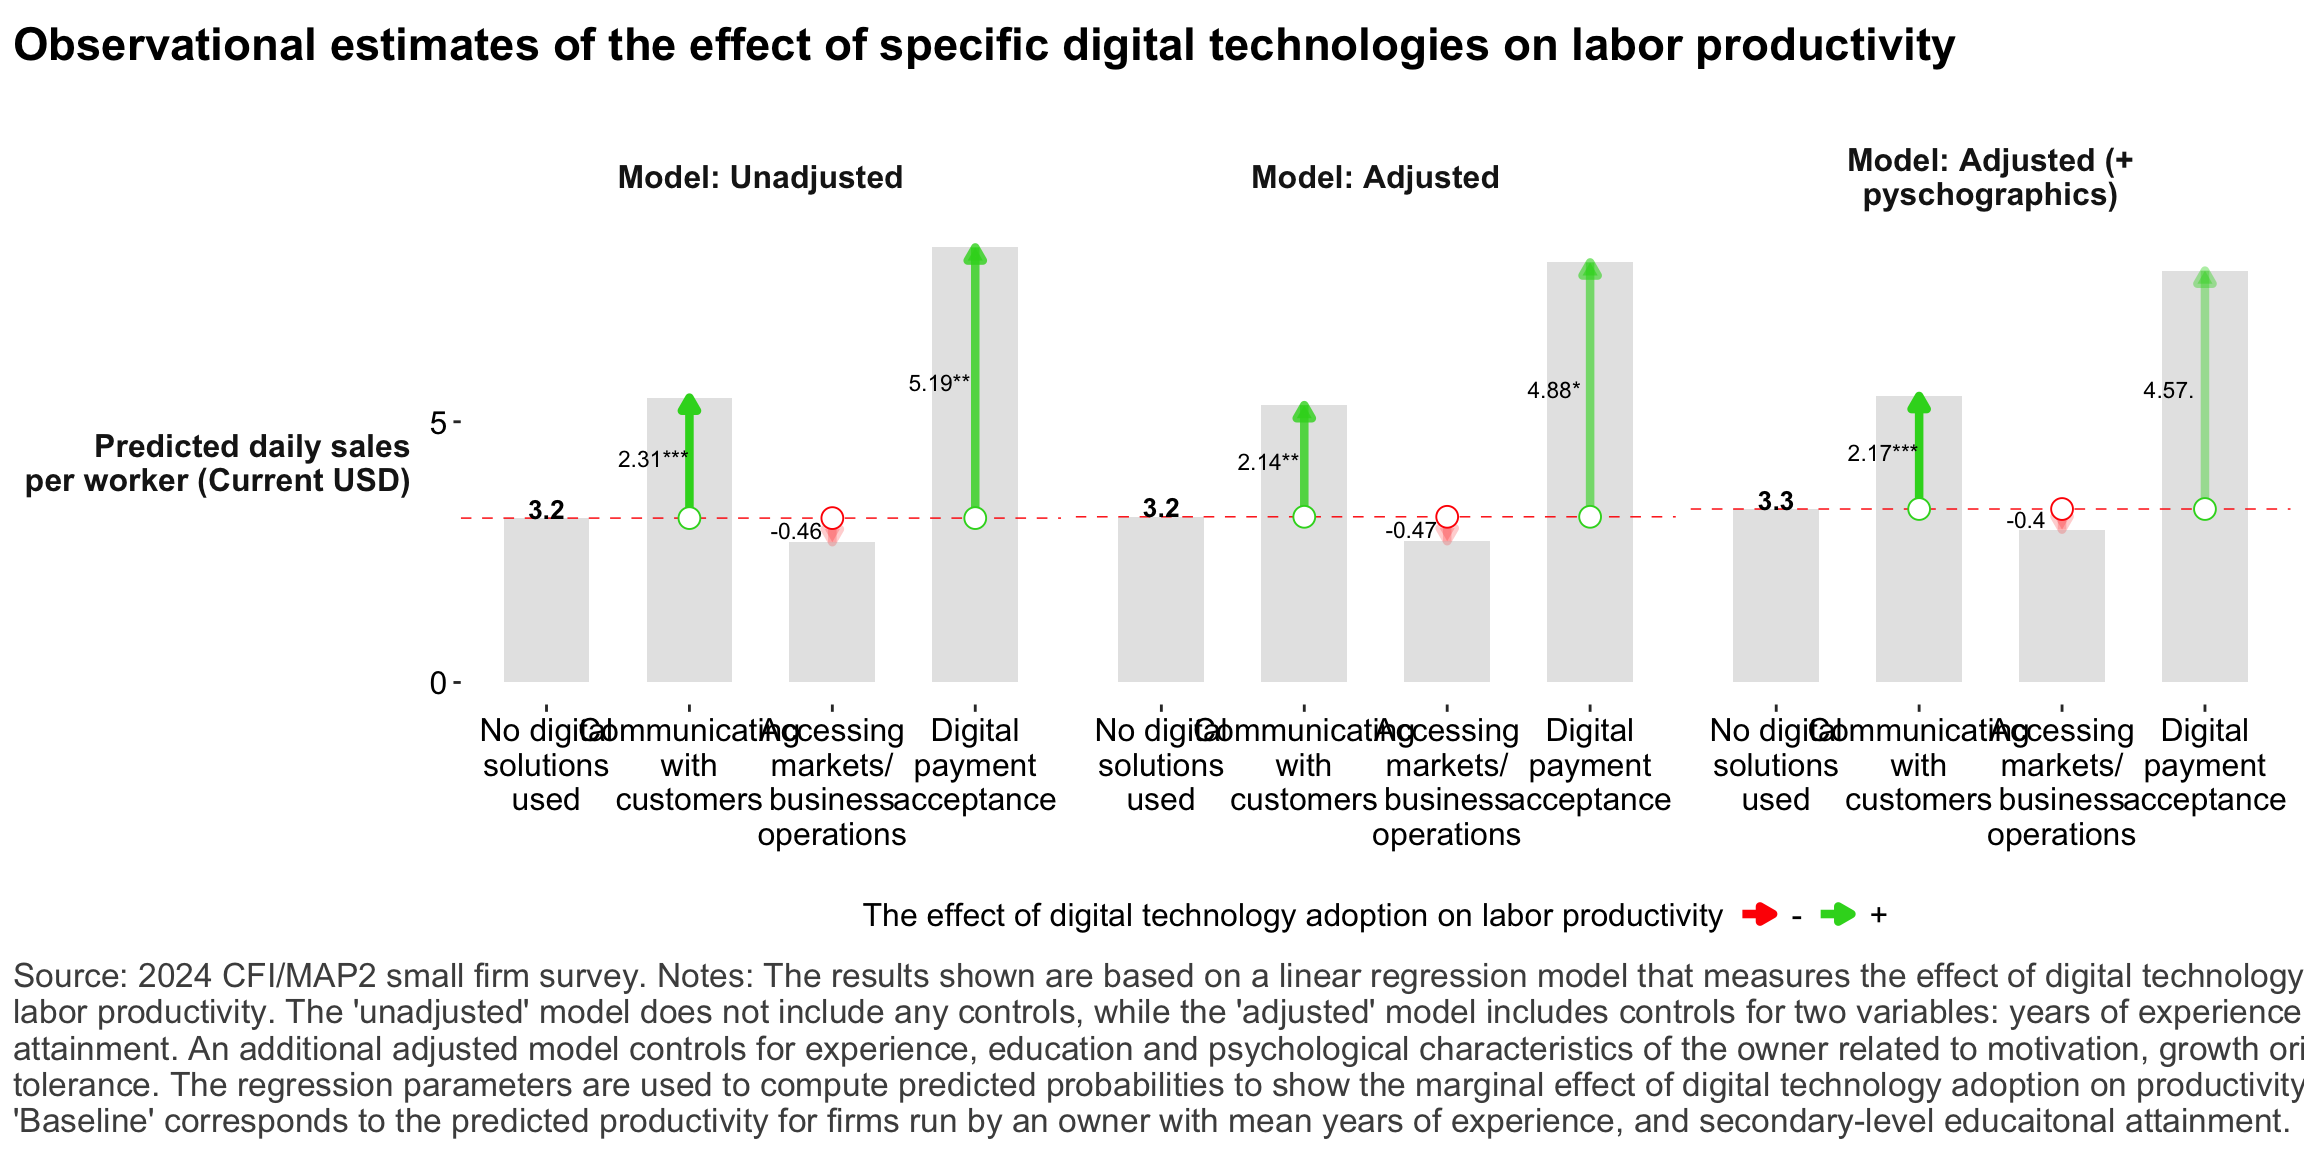 Observational estimates of the effect of specific digital technologies on labor productivity
Model: Unadjusted
Model: Adjusted
Model: Adjusted (+
pyschographics)
Predicted daily sales
per worker (Current USD)
5
0
3.2
2.31***
-0.46
5.19**
3.2
2.14**
-0.47
4.88*
3.3
2.17***
-0.4
4.57.
No digital
solutions
used
Communicating
with
customers
Accessing
markets/
business
operations
Digital
payment
acceptance
No digital
solutions
used
Communicating
with
customers
Accessing
markets/
business
operations
Digital
payment
acceptance
No digital
solutions
used
Communicating
with
customers
Accessing
markets/
business
operations
Digital
payment
acceptance
The effect of digital technology adoption on labor productivity - +
Source: 2024 CFI/MAP2 small firm survey. Notes: The results shown are based on a linear regression model that measures the effect of digital technology
labor productivity. The 'unadjusted' model does not include any controls, while the 'adjusted' model includes controls for two variables: years of experience
attainment. An additional adjusted model controls for experience, education and psychological characteristics of the owner related to motivation, growth ori
tolerance. The regression parameters are used to compute predicted probabilities to show the marginal effect of digital technology adoption on productivity
'Baseline' corresponds to the predicted productivity for firms run by an owner with mean years of experience, and secondary-level educaitonal attainment.